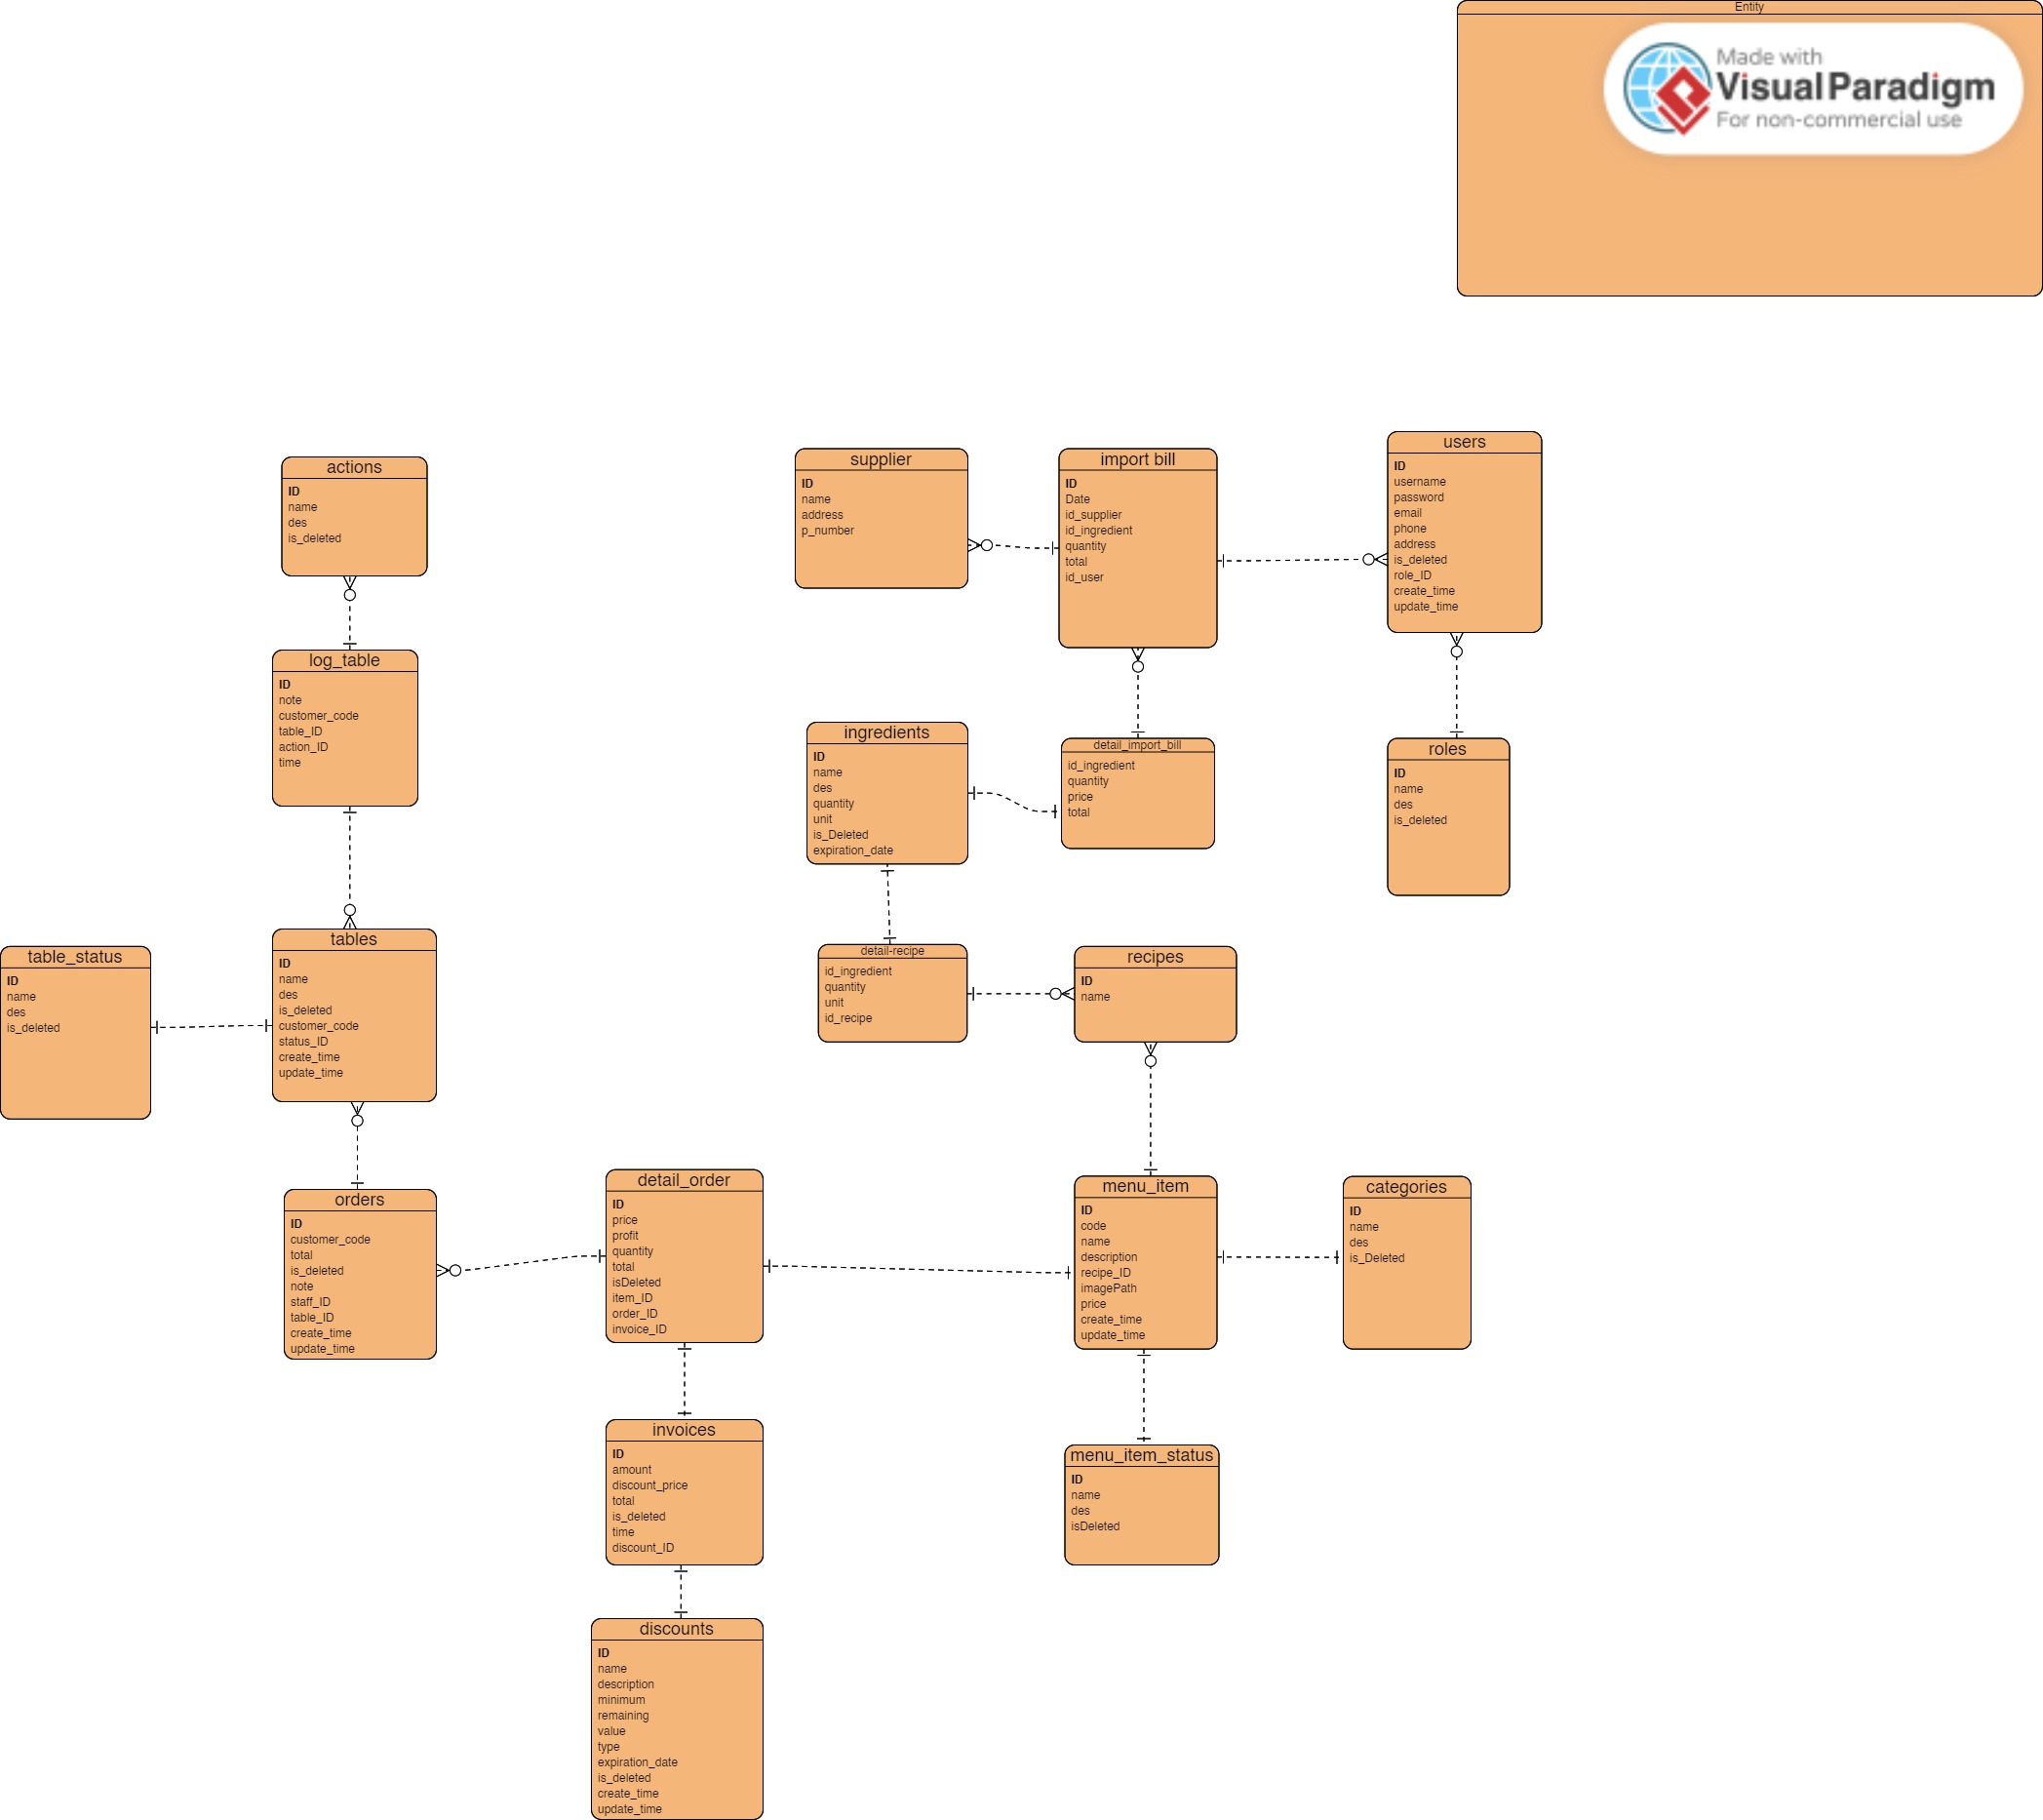 Entity
Made with
Visual Paradigm
For non-commercial use
actions
ID
name
des
is_deleted
supplier
ID
name
address
p_number
import bill
ID
Date
id_supplier
id_ingredient
quantity
total
id_user
users
ID
username
password
email
phone
address
is_deleted
role_ID
create_time
update_time
log_table
ID
note
customer_code
table_ID
action_ID
time
ingredients
ID
name
des
quantity
unit
is_Deleted
expiration_date
detail_import_bill
id_ingredient
quantity
price
total
roles
ID
name
des
is_deleted
table_status
ID
name
des
is_deleted
tables
ID
name
des
is_deleted
customer_code
status_ID
create_time
update_time
detail-recipe
id_ingredient
quantity
unit
id_recipe
recipes
ID
name
orders
ID
customer_code
total
is_deleted
note
staff_ID
table_ID
create_time
update_time
detail_order
ID
price
profit
quantity
total
isDeleted
item_ID
order_ID
invoice_ID
menu_item
ID
code
name
description
recipe_ID
imagePath
price
create_time
update_time
categories
ID
name
des
is_Deleted
invoices
ID
amount
discount_price
total
is_deleted
time
discount_ID
menu_item_status
ID
name
des
isDeleted
discounts
ID
name
description
minimum
remaining
value
type
expiration_date
is_deleted
create_time
update_time